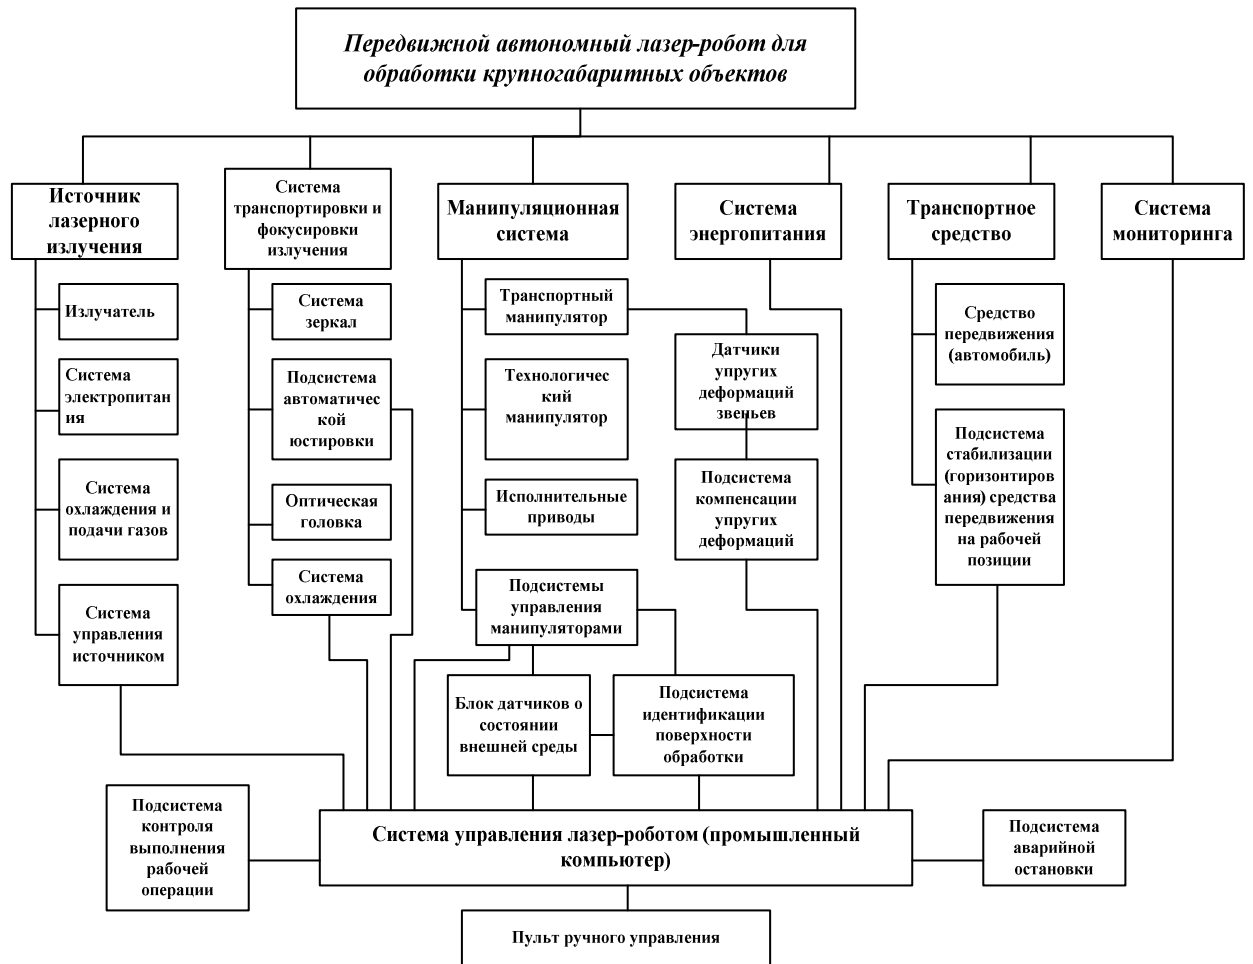 Передвижной автономный лазер-робот для
обработки крупногабаритных объектов
Источник
лазерного
излучения
Система
транспортировки и
фокусировки
излучения
Манипуляционная
система
Система
энергопитания
Транспортное
средство
Система
мониторинга
Излучатель
Система
электропитан
ия
Система
охлаждения и
подачи газов
Система
управления
источником
Система
зеркал
Подсистема
автоматичес
кой
юстировки
Оптическая
головка
Система
охлаждения
Транспортный
манипулятор
Технологичес
кий
манипулятор
Исполнительные
приводы
Подсистемы
управления
манипуляторами
Датчики
упругих
деформаций
звеньев
Подсистема
компенсации
упругих
деформаций
Средство
передвижения
(автомобиль)
Подсистема
стабилизации
(горизонтиров
ания) средства
передвижения
на рабочей
позиции
Блок датчиков о
состоянии
внешней среды
Подсистема
идентификации
поверхности
обработки
Подсистема
контроля
выполнения
рабочей
операции
Система управления лазер-роботом (промышленный
компьютер)
Подсистема
аварийной
остановки
Пульт ручного управления